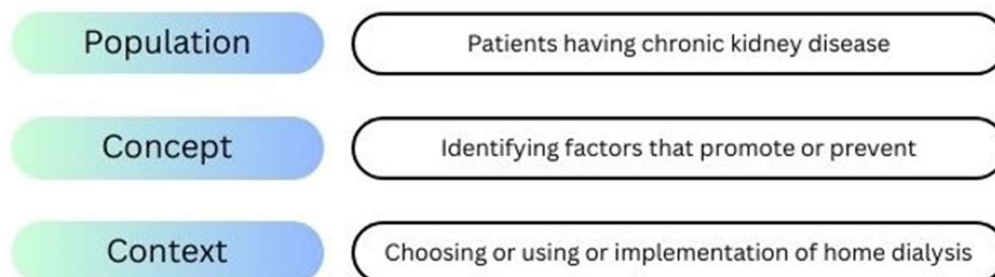 Population
Patients having chronic kidney disease
Concept
Identifying factors that promote or prevent
Context
Choosing or using or implementation of home dialysis